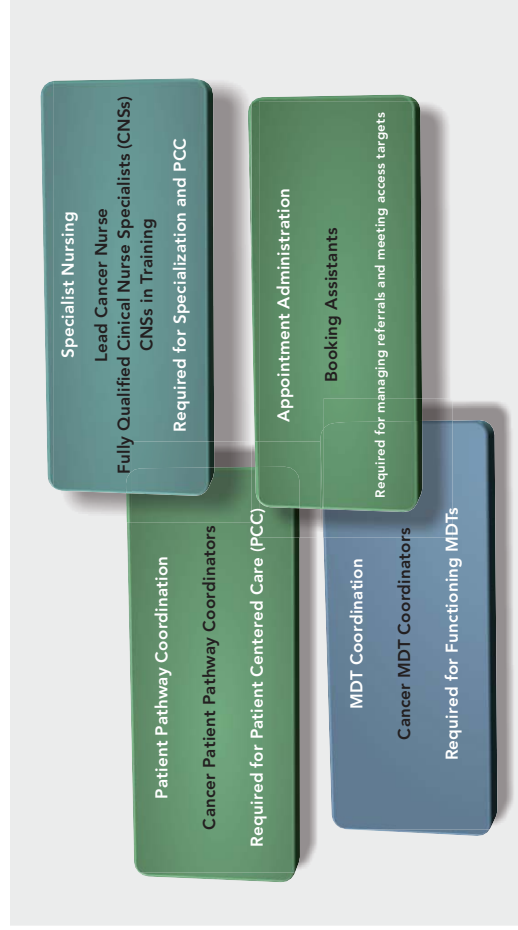 Specialist Nursing
Lead Cancer Nurse
Fully Qualified Cinical Nurse Specialists (CNSs)
CNSs in Training
Required for Specialization and PCC
Patient Pathway Coordination
Cancer Patient Pathway Coordinators
Required for Patient Centered Care (PCC)
Appointment Administration
Booking Assistants
Required for managing referrals and meeting access targets
MDT Coordination
Cancer MDT Coordinators
Required for Functioning MDTs